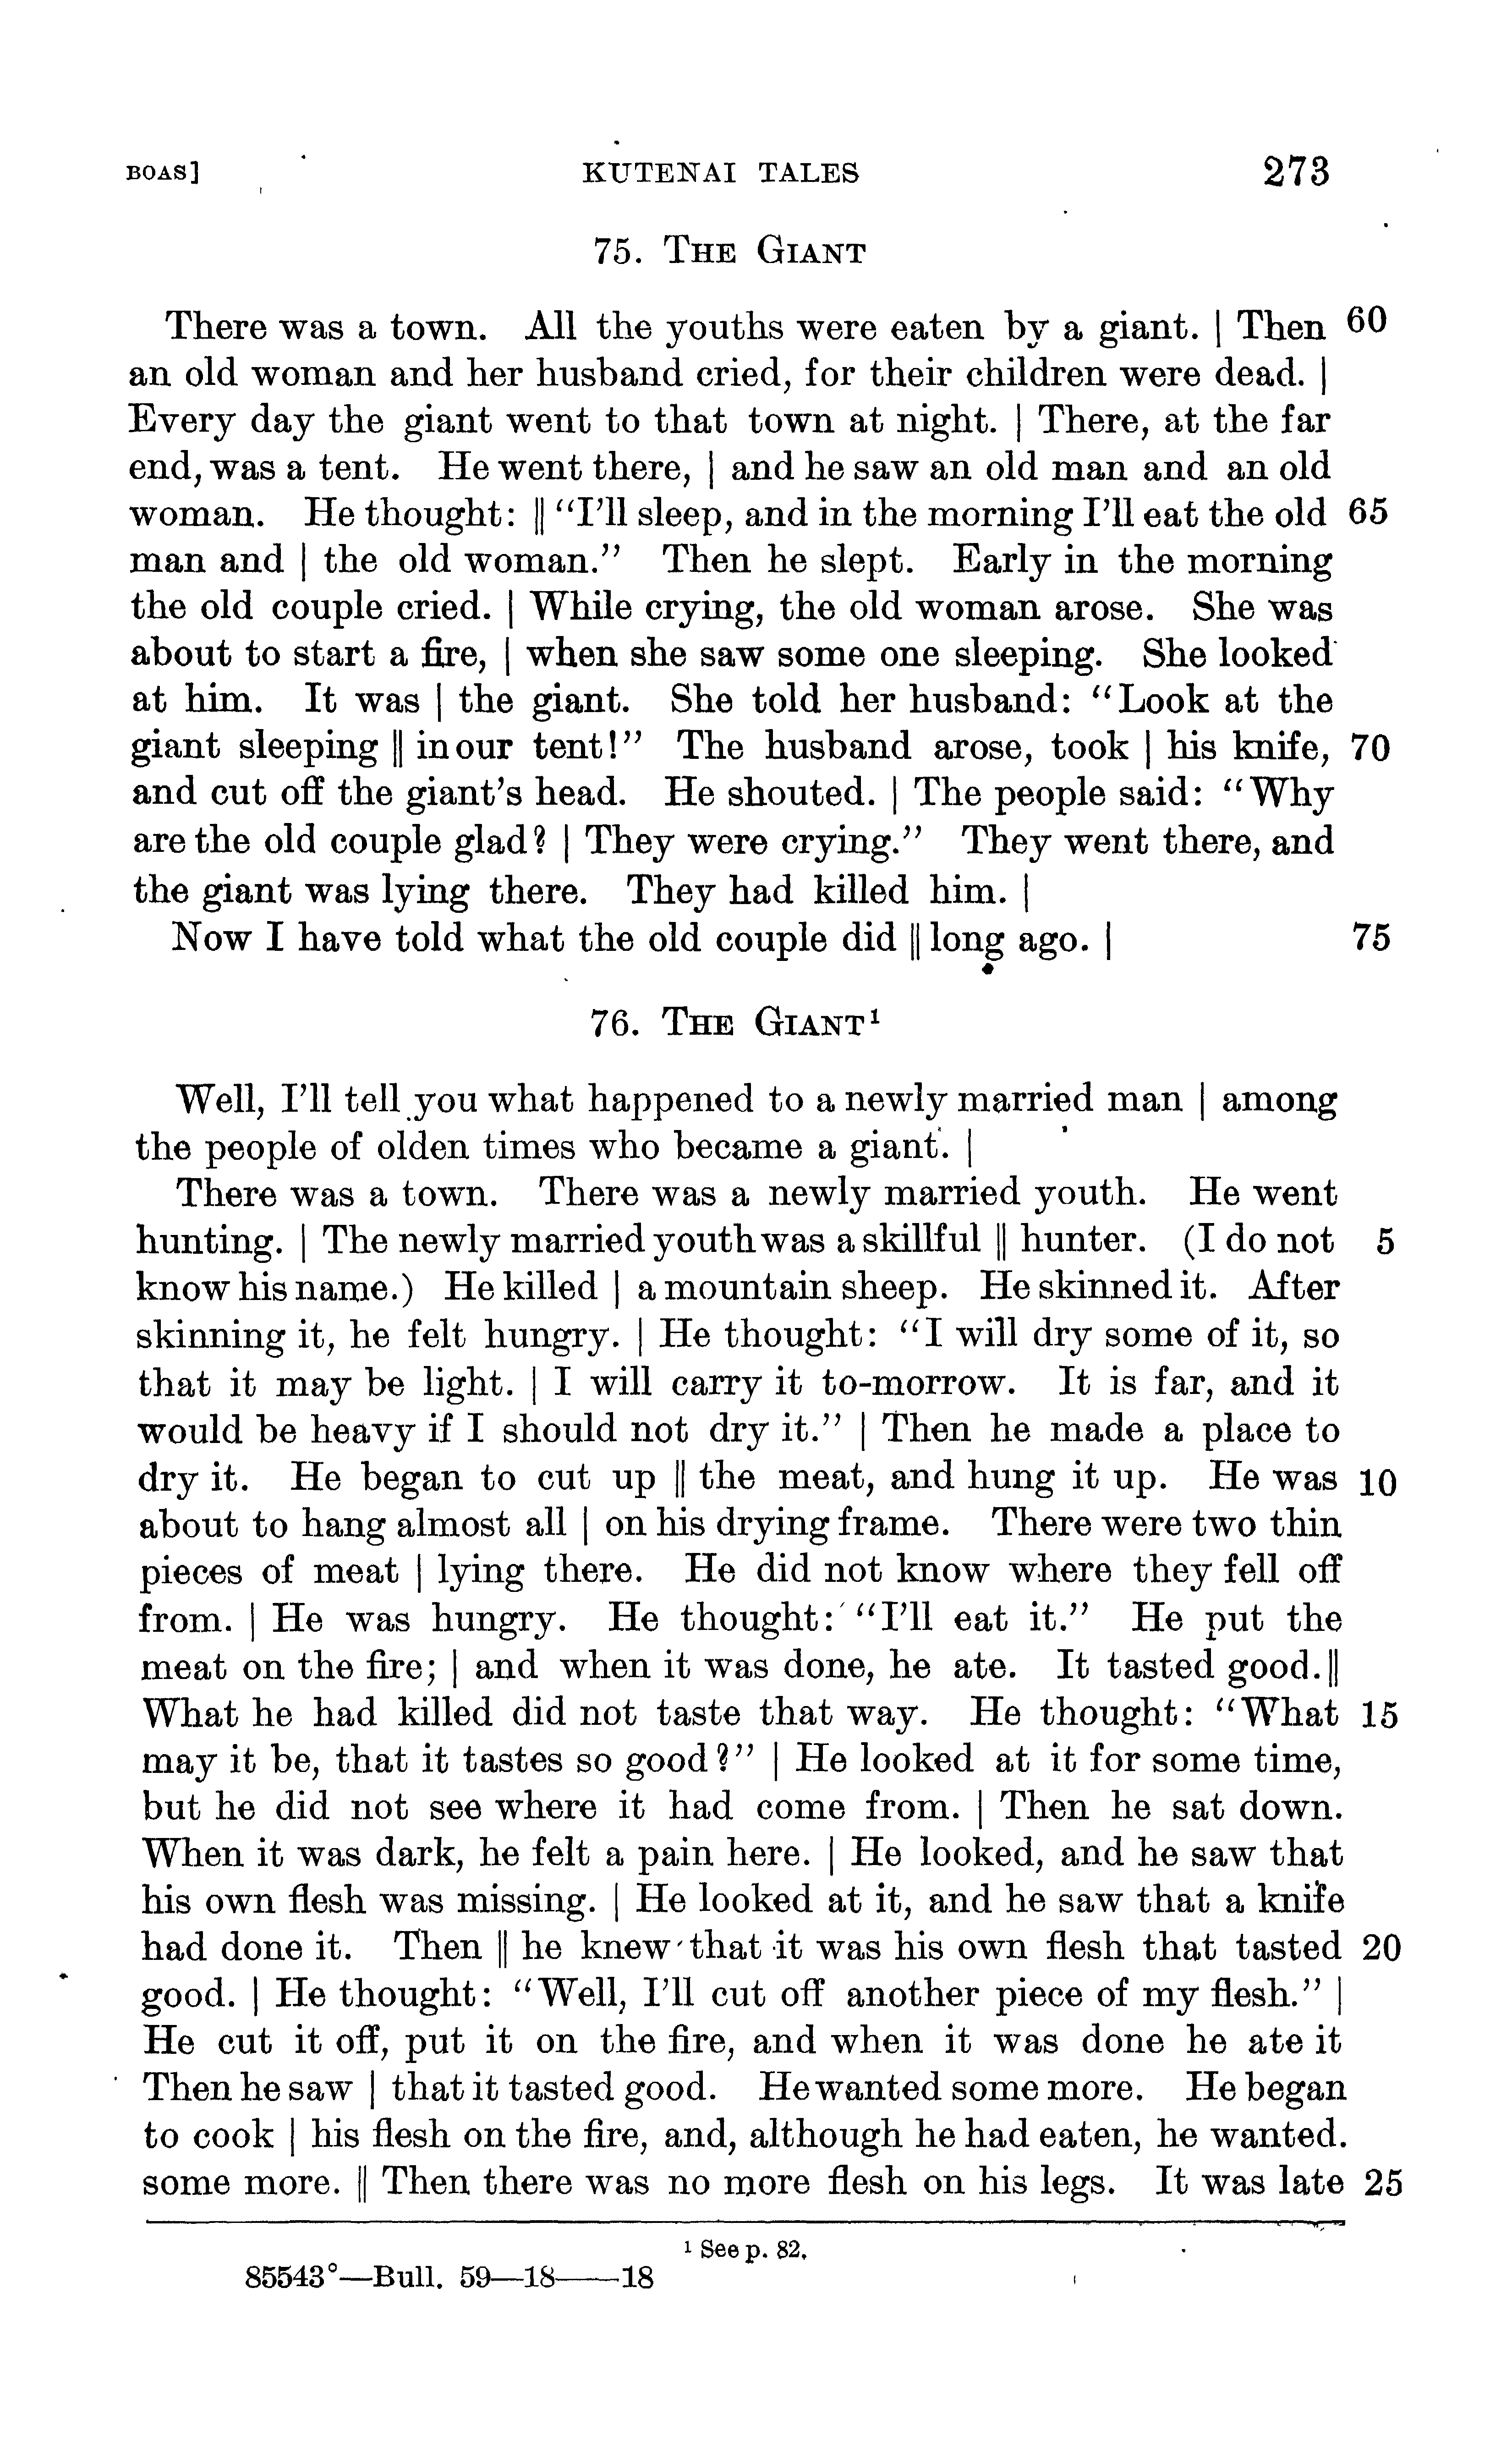 BOAS] KUTENAI TALES 273
75. THE GIANT
There was a town. All the youths were eaten by a giant. | Then 60
an old woman and her husband cried, for their children were dead. |
Every day the giant went to that town at night. | There, at the far
end, was a tent. He went there, | and he saw an old man and an old
woman. He thought: || “I’ll sleep, and in the morning I’ll eat the old 65
man and | the old woman.” Then he slept. Early in the morning
the old couple cried. | While crying, the old woman arose. She was
about to start a fire, | when she saw some one sleeping. She looked
at him. It was | the giant. She told her husband: “Look at the
giant sleeping || in our tent!” The husband arose, took | his knife, 70
and cut off the giant’s head. He shouted. | The people said: “Why
are the old couple glad? | They were crying.” They went there, and
the giant was lying there. They had killed him. |
Now I have told what the old couple did || long ago. | 75
76. THE GIANT¹
Well, I’ll tell you what happened to a newly married man | among
the people of olden times who became a giant. |
There was a town. There was a newly married youth. He went
hunting. | The newly married youth was a skillful || hunter. (I do not 5
know his name.) He killed | a mountain sheep. He skinned it. After
skinning it, he felt hungry. | He thought: “I will dry some of it, so
that it may be light. | I will carry it to-morrow. It is far, and it
would be heavy if I should not dry it.” | Then he made a place to
dry it. He began to cut up || the meat, and hung it up. He was 10
about to hang almost all | on his drying frame. There were two thin
pieces of meat | lying there. He did not know where they fell off
from. | He was hungry. He thought: “I’ll eat it.” He put the
meat on the fire; | and when it was done, he ate. It tasted good. ||
What he had killed did not taste that way. He thought: “What 15
may it be, that it tastes so good?” | He looked at it for some time,
but he did not see where it had come from. | Then he sat down.
When it was dark, he felt a pain here. | He looked, and he saw that
his own flesh was missing. | He looked at it, and he saw that a knife
had done it. Then || he knew that it was his own flesh that tasted 20
good. | He thought: “Well, I’ll cut off another piece of my flesh.” |
He cut it off, put it on the fire, and when it was done he ate it
Then he saw | that it tasted good. He wanted some more. He began
to cook | his flesh on the fire, and, although he had eaten, he wanted.
some more. || Then there was no more flesh on his legs. It was late 25
¹ See p. 82.
85543°—Bull. 59—18——18